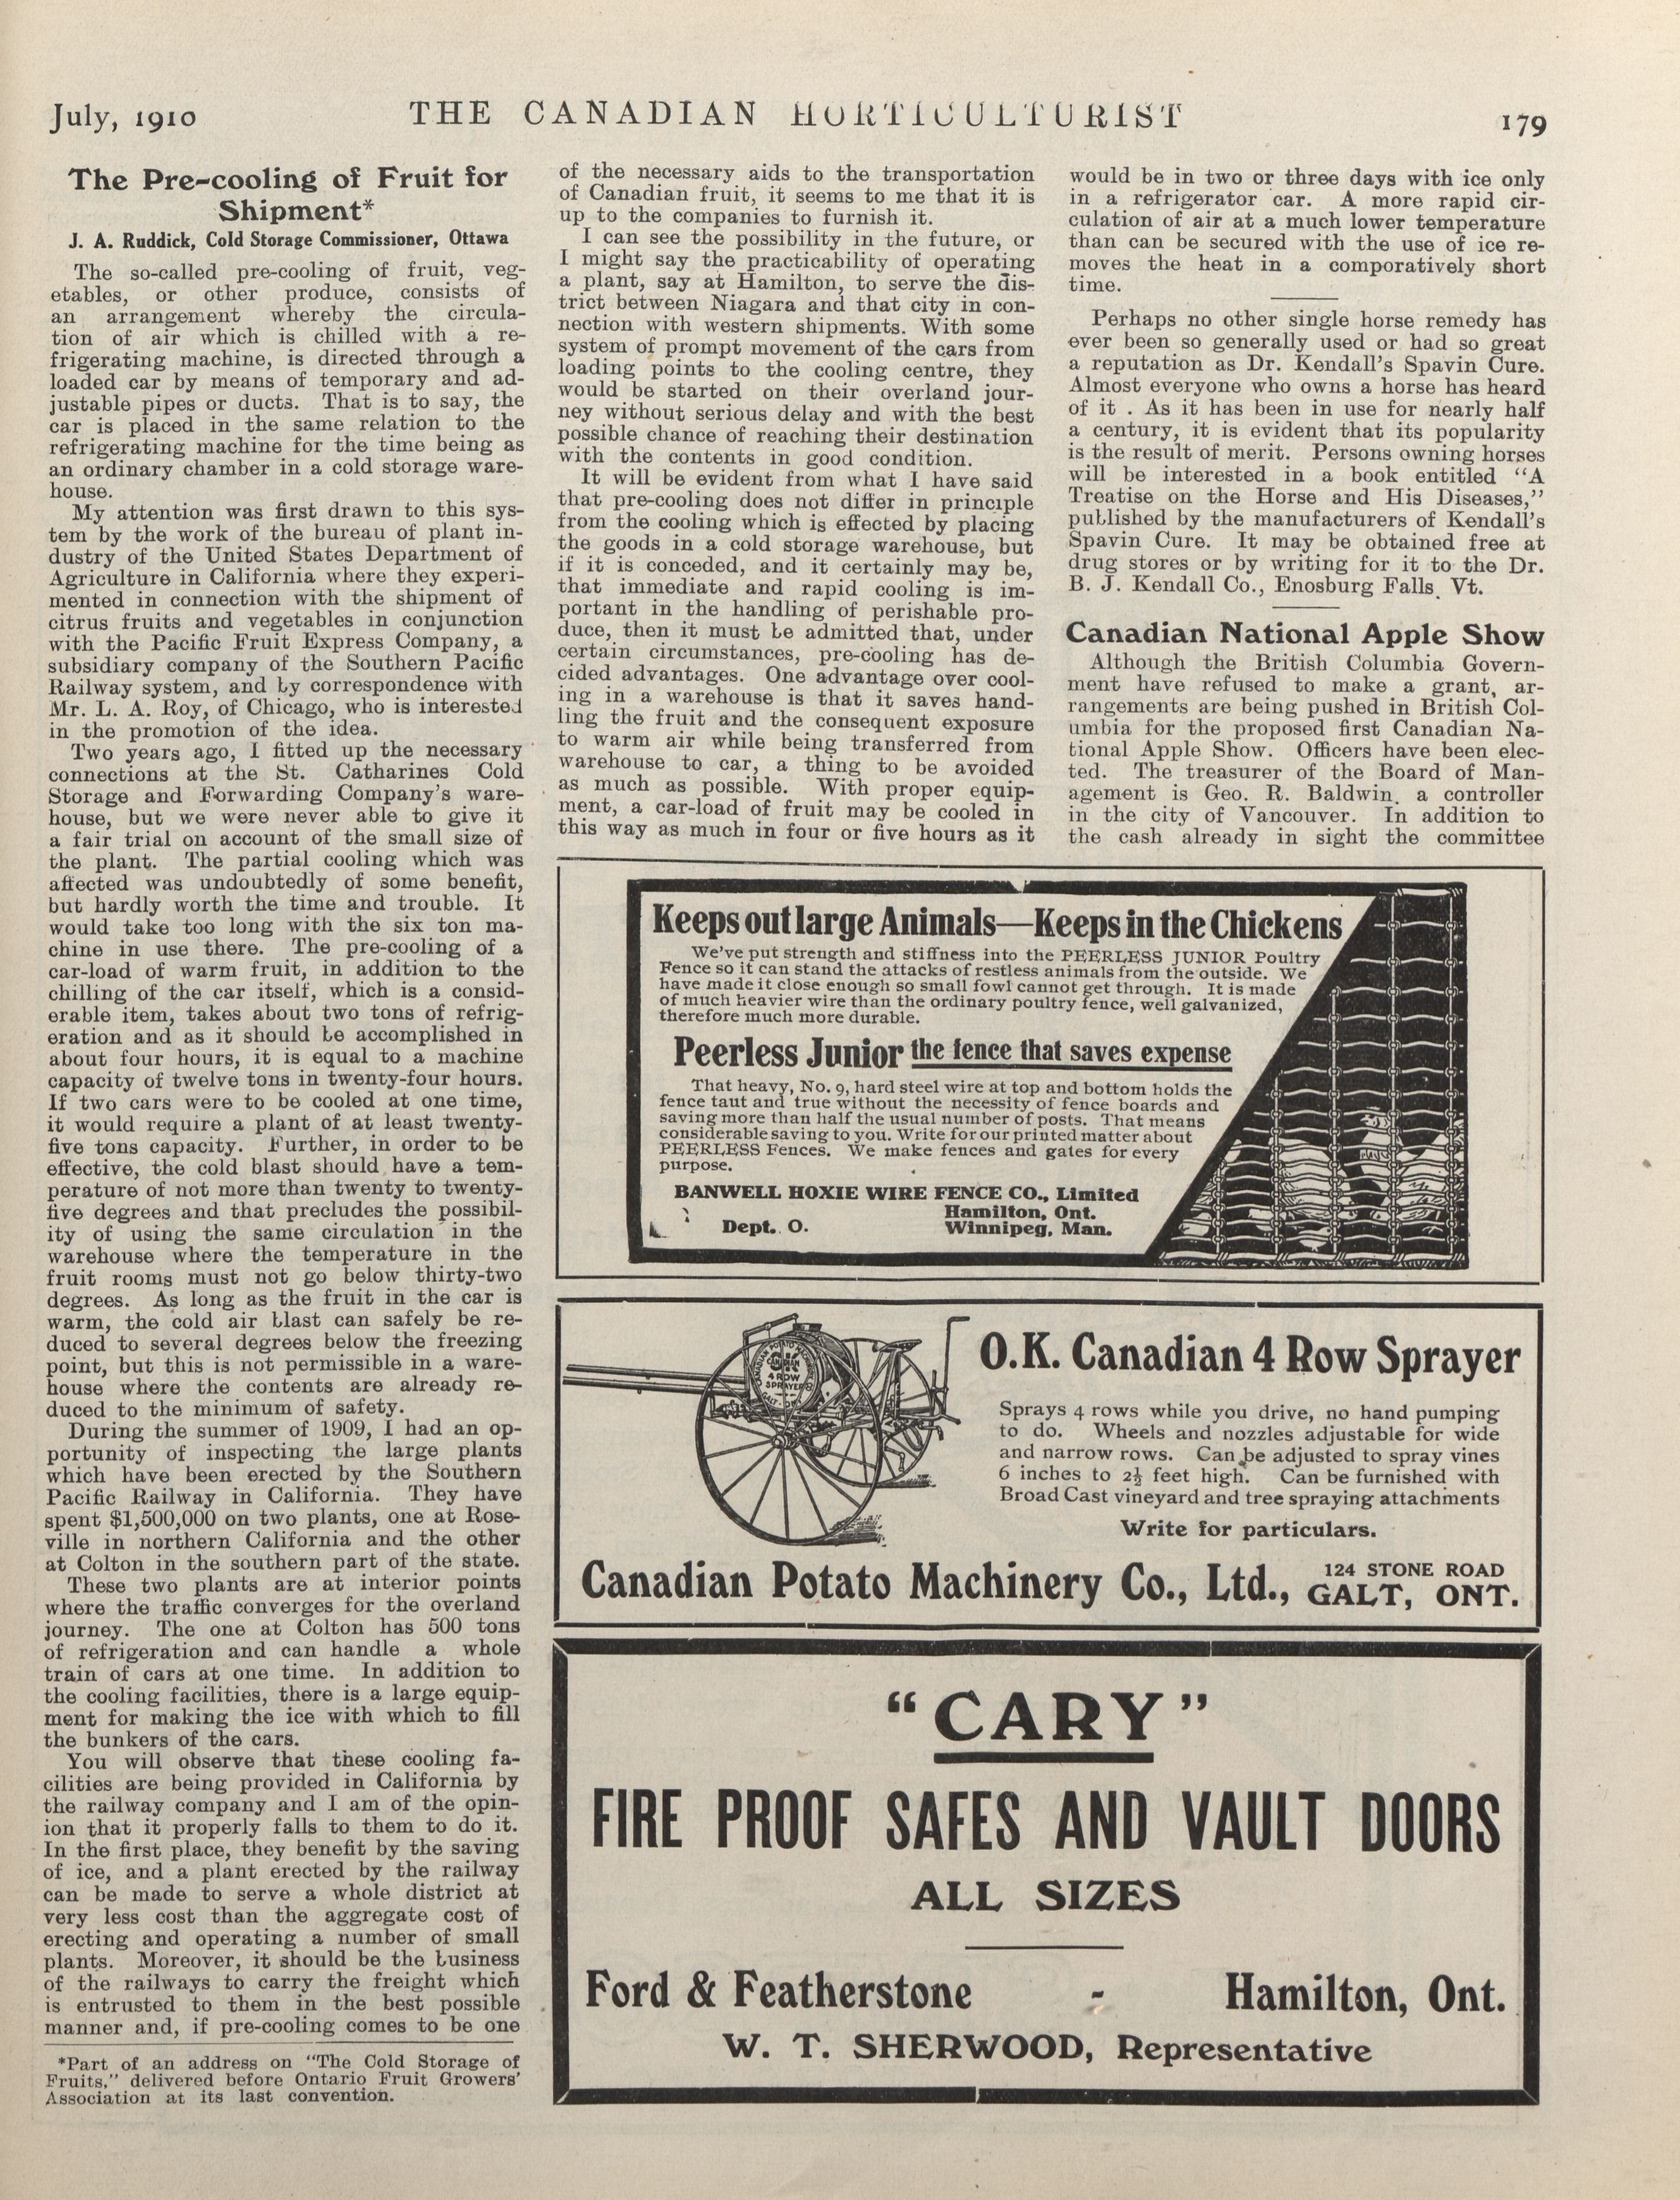 July, 1910
THE CANADIAN HORTICULTURIST
179
The Pre-cooling of Fruit for
Shipment*
J. A. Ruddick, Cold Storage Commissioner, Ottawa
The so-called pre-cooling of fruit, veg-
etables, or other produce, consists of
an arrangement whereby the circula-
tion of air which is chilled with a re-
frigerating machine, is directed through a
loaded car by means of temporary and ad-
justable pipes or ducts. That is to say, the
car is placed in the same relation to the
refrigerating machine for the time being as
an ordinary chamber in a cold storage ware-
house.
My attention was first drawn to this sys-
tem by the work of the bureau of plant in-
dustry of the United States Department of
Agriculture in California where they experi-
mented in connection with the shipment of
citrus fruits and vegetables in conjunction
with the Pacific Fruit Express Company, a
subsidiary company of the Southern Pacific
Railway system, and by correspondence with
Mr. L. A. Roy, of Chicago, who is interested
in the promotion of the idea.
Two years ago, I fitted up the necessary
connections at the St. Catharines Cold
Storage and Forwarding Company's ware-
house, but we were never able to give it
a fair trial on account of the small size of
the plant. The partial cooling which was
affected was undoubtedly of some benefit,
but hardly worth the time and trouble. It
would take too long with the six ton ma-
chine in use there. The pre-cooling of a
car-load of warm fruit, in addition to the
chilling of the car itself, which is a consid-
erable item, takes about two tons of refrig-
eration and as it should be accomplished in
about four hours, it is equal to a machine
capacity of twelve tons in twenty-four hours.
If two cars were to be cooled at one time,
it would require a plant of at least twenty-
five tons capacity. Further, in order to be
effective, the cold blast should have a tem-
perature of not more than twenty to twenty-
five degrees and that precludes the possibil-
ity of using the same circulation in the
warehouse where the temperature in the
fruit rooms must not go below thirty-two
degrees. As long as the fruit in the car is
warm, the cold air blast can safely be re-
duced to several degrees below the freezing
point, but this is not permissible in a ware-
house where the contents are already re-
duced to the minimum of safety.
During the summer of 1909, I had an op-
portunity of inspecting the large plants
which have been erected by the Southern
Pacific Railway in California. They have
spent $1,500,000 on two plants, one at Rose-
ville in northern California and the other
at Colton in the southern part of the state.
These two plants are at interior points
where the traffic converges for the overland
journey. The one at Colton has 500 tons
of refrigeration and can handle a whole
train of cars at one time. In addition to
the cooling facilities, there is a large equip-
ment for making the ice with which to fill
the bunkers of the cars.
You will observe that these cooling fa-
cilities are being provided in California by
the railway company and I am of the opin-
ion that it properly falls to them to do it.
In the first place, they benefit by the saving
of ice, and a plant erected by the railway
can be made to serve a whole district at
very less cost than the aggregate cost of
erecting and operating a number of small
plants. Moreover, it should be the business
of the railways to carry the freight which
is entrusted to them in the best possible
manner and, if pre-cooling comes to be one
*Part of an address on "The Cold Storage of
Fruits," delivered before Ontario Fruit Growers'
Association at its last convention.
of the necessary aids to the transportation
of Canadian fruit, it seems to me that it is
up to the companies to furnish it.
I can see the possibility in the future, or
I might say the practicability of operating
a plant, say at Hamilton, to serve the dis-
trict between Niagara and that city in con-
nection with western shipments. With some
system of prompt movement of the cars from
loading points to the cooling centre, they
would be started on their overland jour-
ney without serious delay and with the best
possible chance of reaching their destination
with the contents in good condition.
It will be evident from what I have said
that pre-cooling does not differ in principle
from the cooling which is effected by placing
the goods in a cold storage warehouse, but
if it is conceded, and it certainly may be,
that immediate and rapid cooling is im-
portant in the handling of perishable pro-
duce, then it must be admitted that, under
certain circumstances, pre-cooling has de-
cided advantages. One advantage over cool-
ing in a warehouse is that it saves hand-
ling the fruit and the consequent exposure
to warm air while being transferred from
warehouse to car, a thing to be avoided
as much as possible. With proper equip-
ment, a car-load of fruit may be cooled in
this way as much in four or five hours as it
would be in two or three days with ice only
in a refrigerator car. A more rapid cir-
culation of air at a much lower temperature
than can be secured with the use of ice re-
moves the heat in a comporatively short
time.
Perhaps no other single horse remedy has
ever been so generally used or had so great
a reputation as Dr. Kendall's Spavin Cure.
Almost everyone who owns a horse has heard
of it . As it has been in use for nearly half
a century, it is evident that its popularity
is the result of merit. Persons owning horses
will be interested in a book entitled "A
Treatise on the Horse and His Diseases,"
published by the manufacturers of Kendall's
Spavin Cure. It may be obtained free at
drug stores or by writing for it to the Dr.
B. J. Kendall Co., Enosburg Falls, Vt.
Canadian National Apple Show
Although the British Columbia Govern-
ment have refused to make a grant, ar-
rangements are being pushed in British Col-
umbia for the proposed first Canadian Na-
tional Apple Show. Officers have been elec-
ted. The treasurer of the Board of Man-
agement is Geo. R. Baldwin, a controller
in the city of Vancouver. In addition to
the cash already in sight the committee
Keeps out large Animals—Keeps in the Chickens
We've put strength and stiffness into the PEERLESS JUNIOR Poultry
Fence so it can stand the attacks of restless animals from the outside. We
have made it close enough so small fowl cannot get through. It is made
of much heavier wire than the ordinary poultry fence, well galvanized,
therefore much more durable.
Peerless Junior the fence that saves expense
That heavy, No. 9, hard steel wire at top and bottom holds the
fence taut and true without the necessity of fence boards and
saving more than half the usual number of posts. That means
considerable saving to you. Write for our printed matter about
PEERLESS Fences. We make fences and gates for every
purpose.
BANWELL HOXIE WIRE FENCE CO., Limited
Hamilton, Ont.
Dept. O. Winnipeg, Man.
CANADIAN POTATO MACHINERY CO
OK
CANADIAN
4 ROW
SPRAYER
GALT - ONT
O.K. Canadian 4 Row Sprayer
Sprays 4 rows while you drive, no hand pumping
to do. Wheels and nozzles adjustable for wide
and narrow rows. Can be adjusted to spray vines
6 inches to 2½ feet high. Can be furnished with
Broad Cast vineyard and tree spraying attachments
Write for particulars.
Canadian Potato Machinery Co., Ltd., 124 STONE ROAD
GALT, ONT.
"CARY"
FIRE PROOF SAFES AND VAULT DOORS
ALL SIZES
Ford & Featherstone - Hamilton, Ont.
W. T. SHERWOOD, Representative